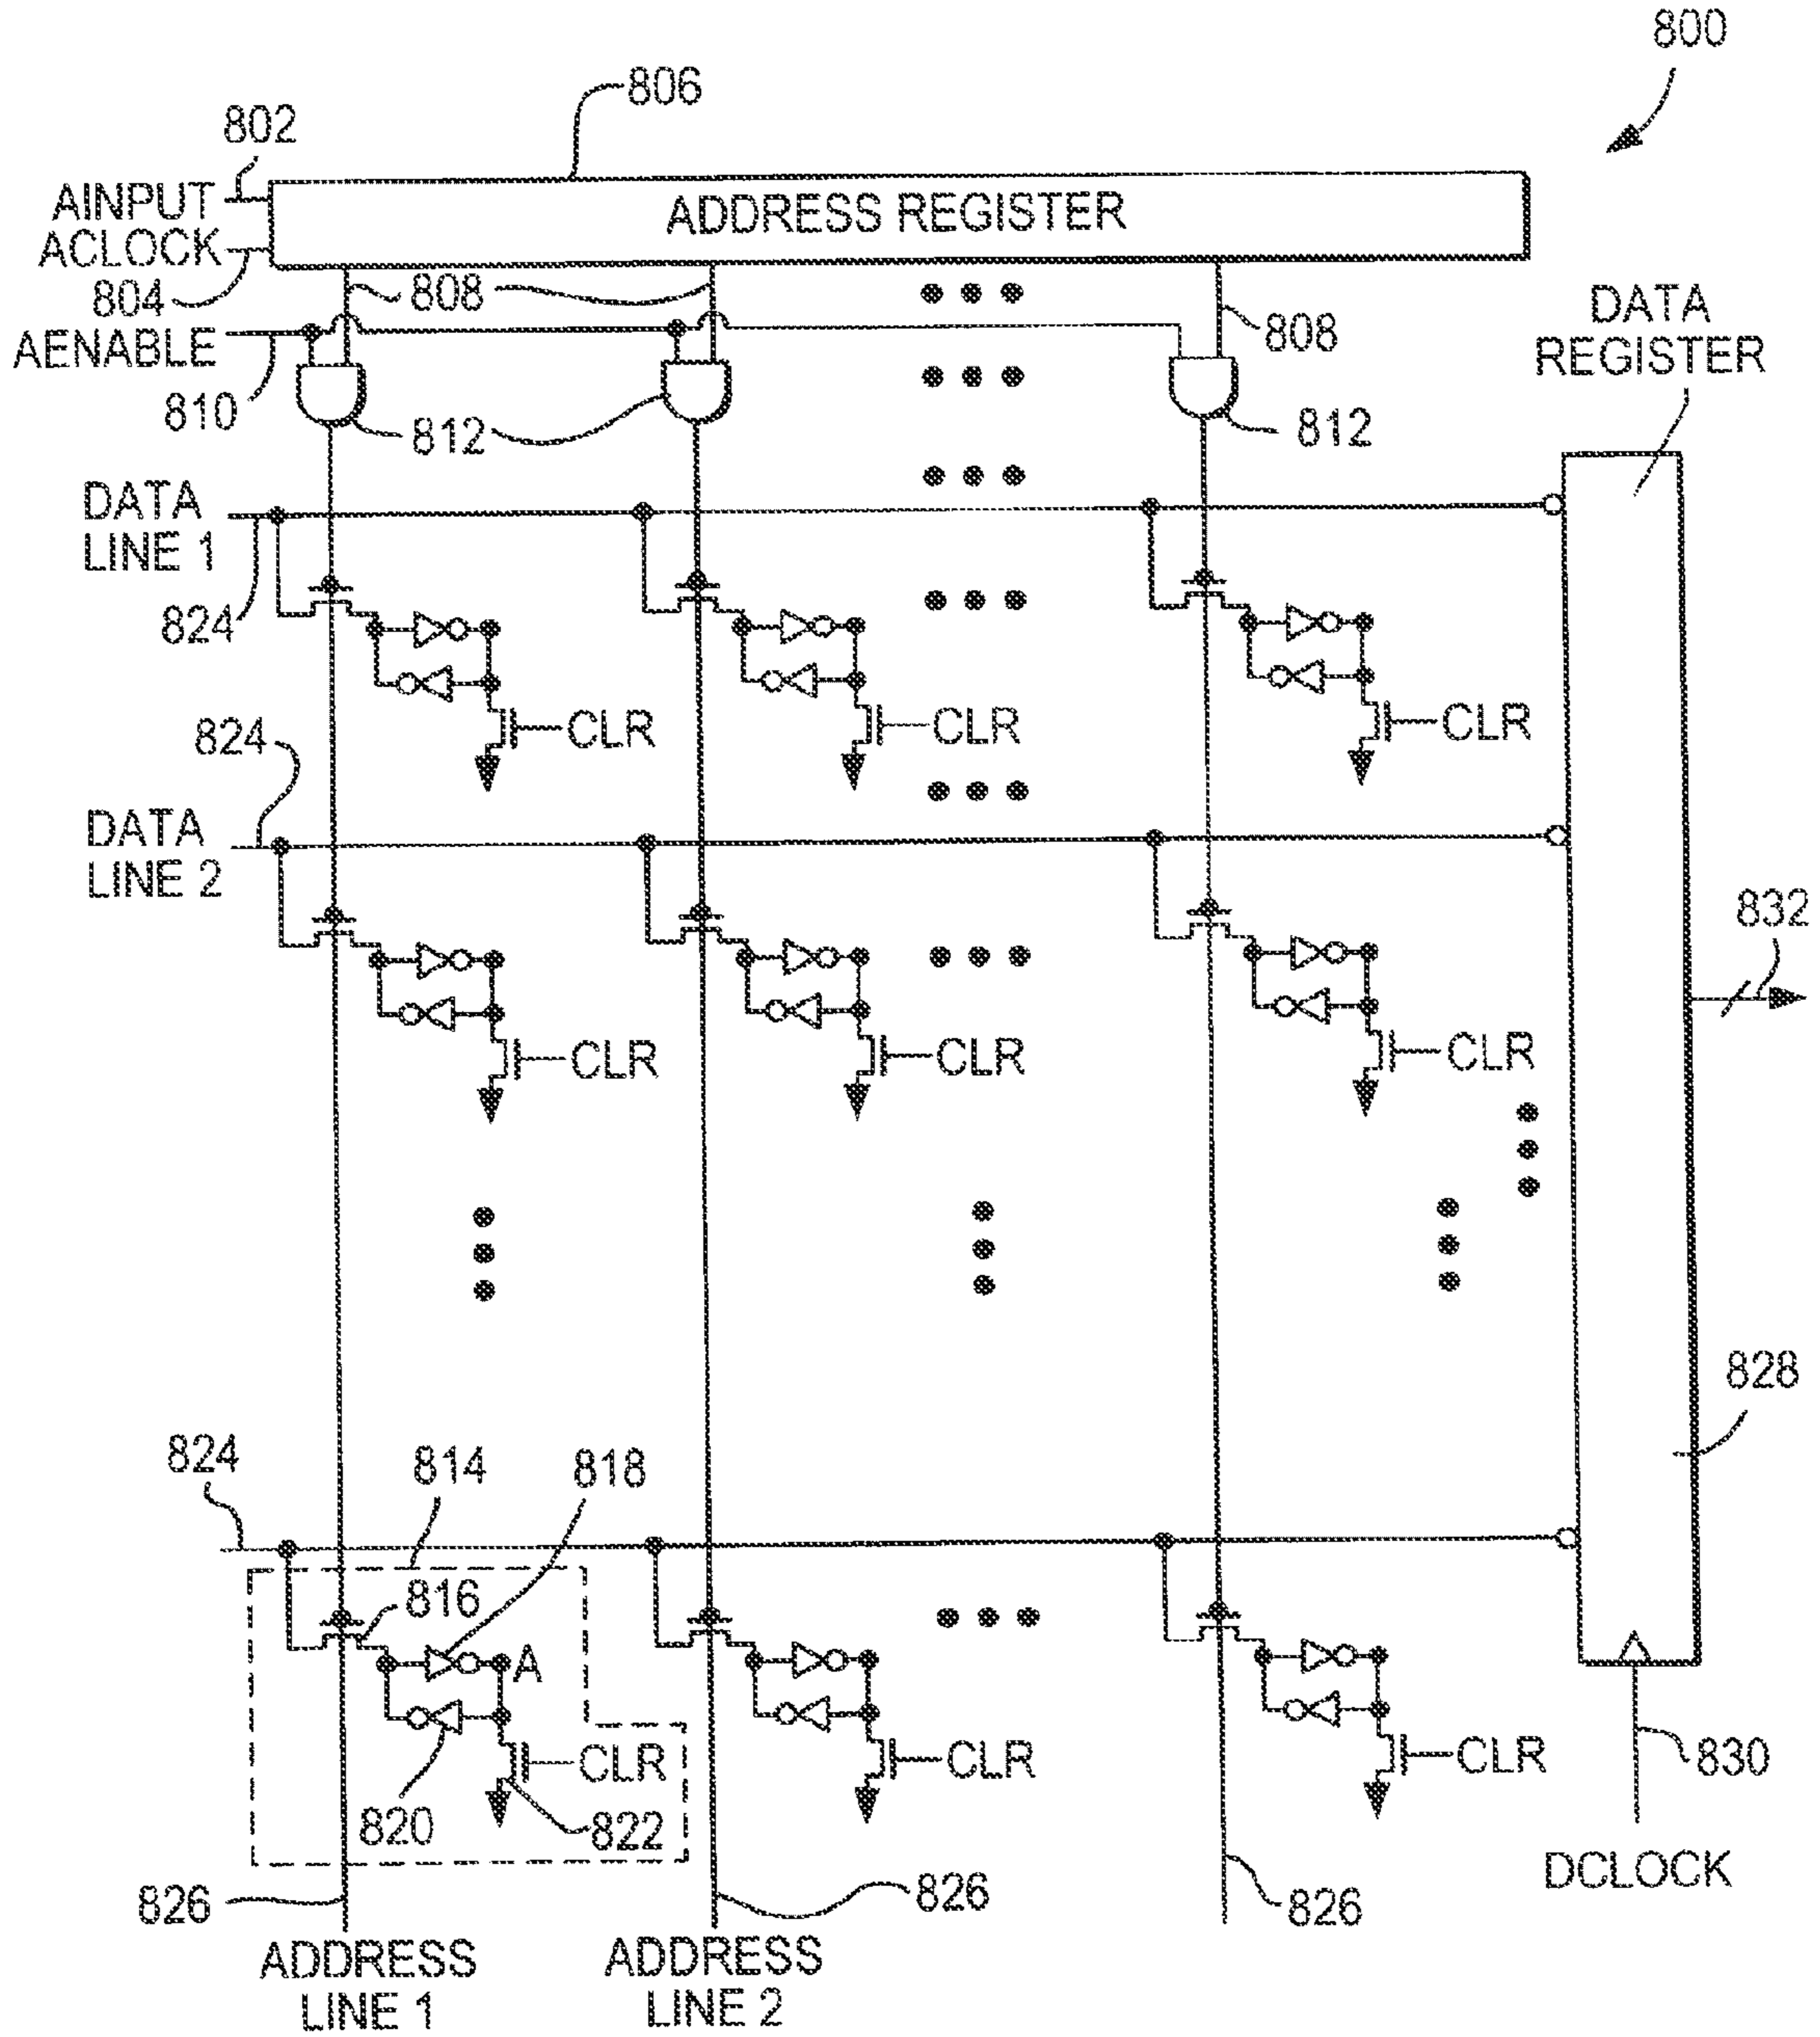 800
806
802
AINPUT
ACLOCK
ADDRESS REGISTER
804
808
808
AENABLE
810
812
812
DATA
REGISTER
DATA
LINE 1
824
CLR
CLR
CLR
824
DATA
LINE 2
CLR
CLR
CLR
832
828
824
814
818
816
A
CLR
CLR
CLR
820
822
830
DCLOCK
826
826
826
ADDRESS
LINE 1
ADDRESS
LINE 2